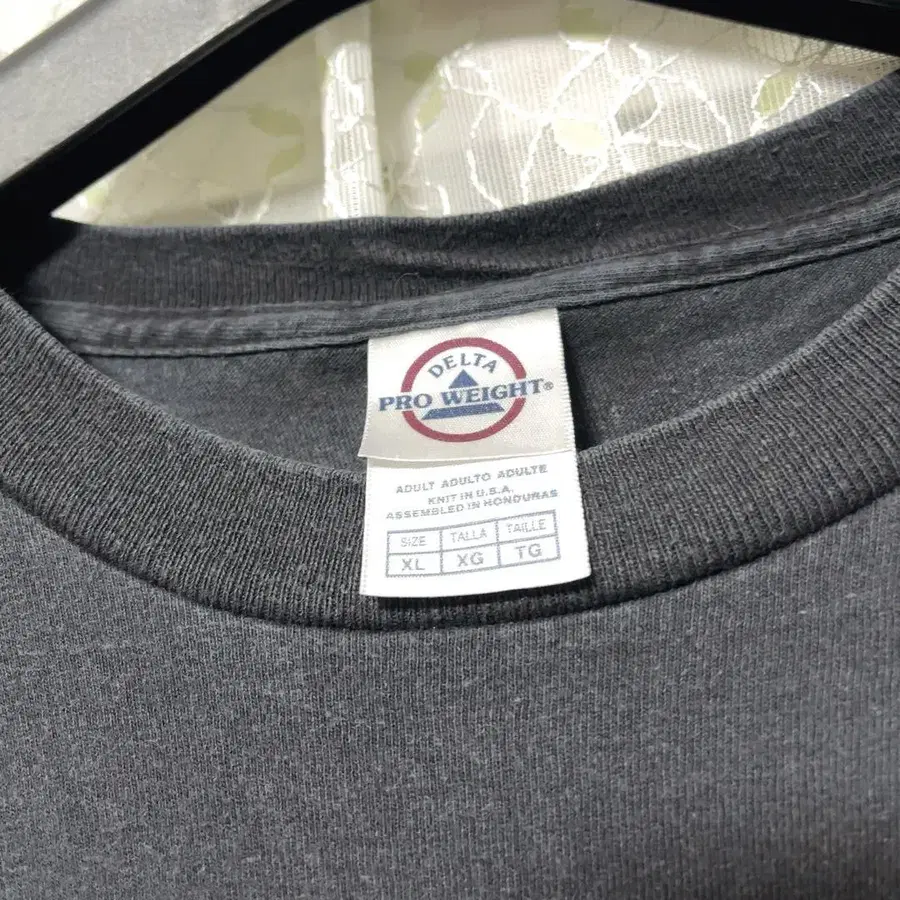 DELTA
PRO WEIGHT®
ADULT ADULTO ADULTE
KNIT IN U.S.A.
ASSEMBLED IN HONDURAS
SIZE TALLA TAILLE
XL XG TG